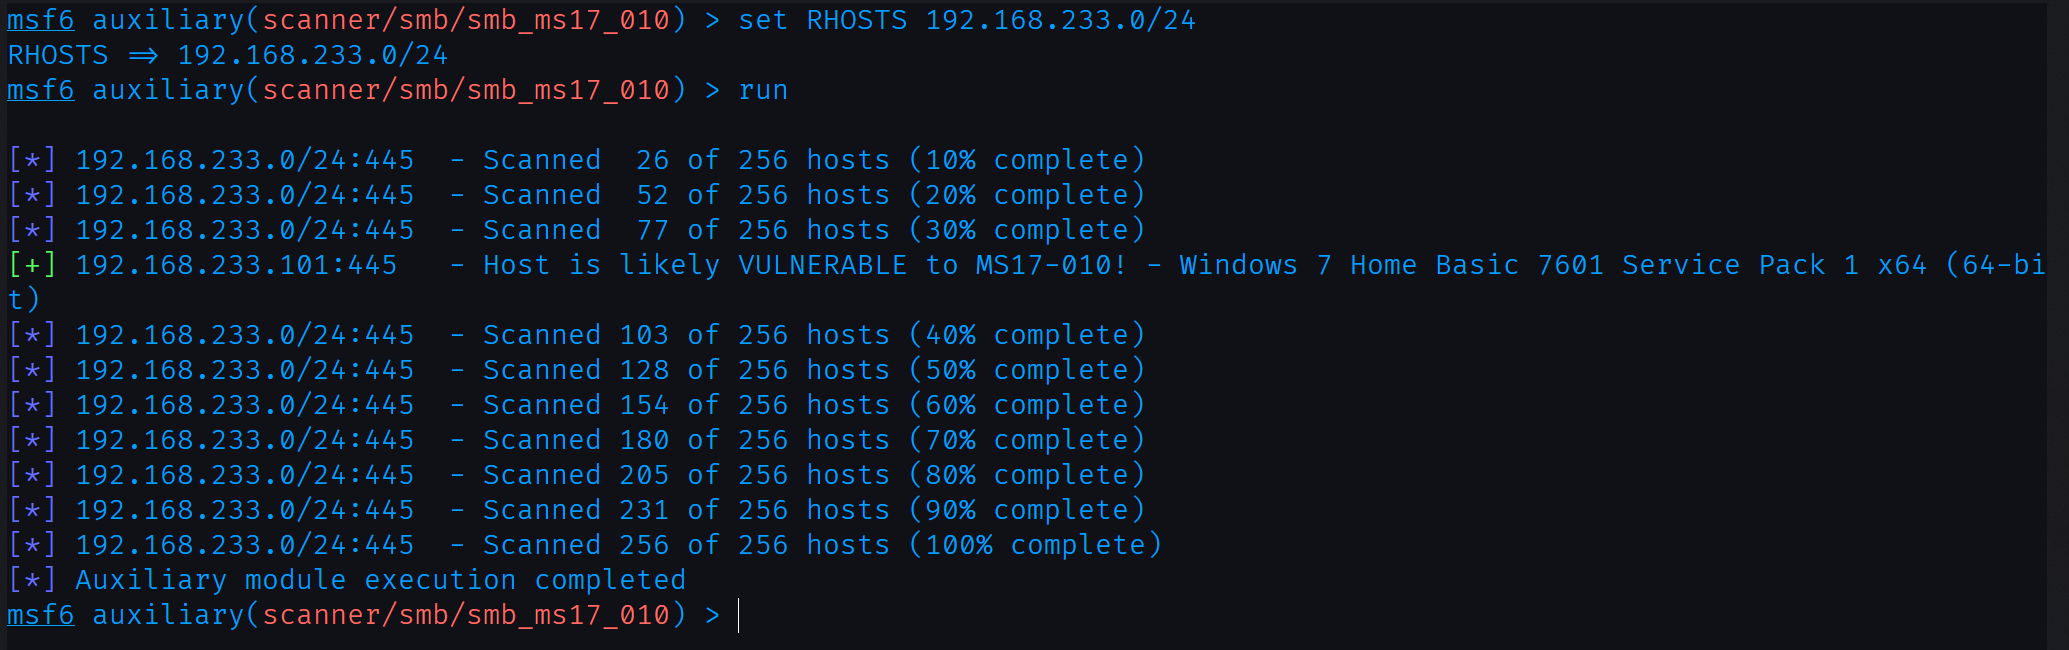 msf6 auxiliary(scanner/smb/smb_ms17_010) > set RHOSTS 192.168.233.0/24
RHOSTS => 192.168.233.0/24
msf6 auxiliary(scanner/smb/smb_ms17_010) > run
[*] 192.168.233.0/24:445  - Scanned  26 of 256 hosts (10% complete)
[*] 192.168.233.0/24:445  - Scanned  52 of 256 hosts (20% complete)
[*] 192.168.233.0/24:445  - Scanned  77 of 256 hosts (30% complete)
[+] 192.168.233.101:445   - Host is likely VULNERABLE to MS17-010! - Windows 7 Home Basic 7601 Service Pack 1 x64 (64-bi
t)
[*] 192.168.233.0/24:445  - Scanned 103 of 256 hosts (40% complete)
[*] 192.168.233.0/24:445  - Scanned 128 of 256 hosts (50% complete)
[*] 192.168.233.0/24:445  - Scanned 154 of 256 hosts (60% complete)
[*] 192.168.233.0/24:445  - Scanned 180 of 256 hosts (70% complete)
[*] 192.168.233.0/24:445  - Scanned 205 of 256 hosts (80% complete)
[*] 192.168.233.0/24:445  - Scanned 231 of 256 hosts (90% complete)
[*] 192.168.233.0/24:445  - Scanned 256 of 256 hosts (100% complete)
[*] Auxiliary module execution completed
msf6 auxiliary(scanner/smb/smb_ms17_010) >